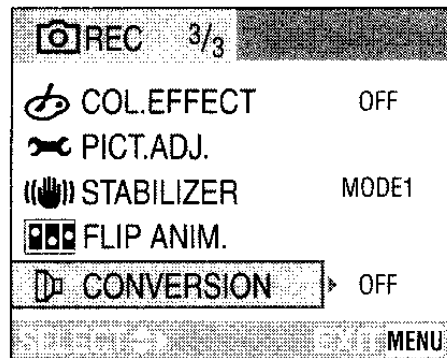 REC 3/3
COL.EFFECT OFF
PICT.ADJ.
STABILIZER MODE1
FLIP ANIM.
CONVERSION OFF
SELECT EXIT MENU